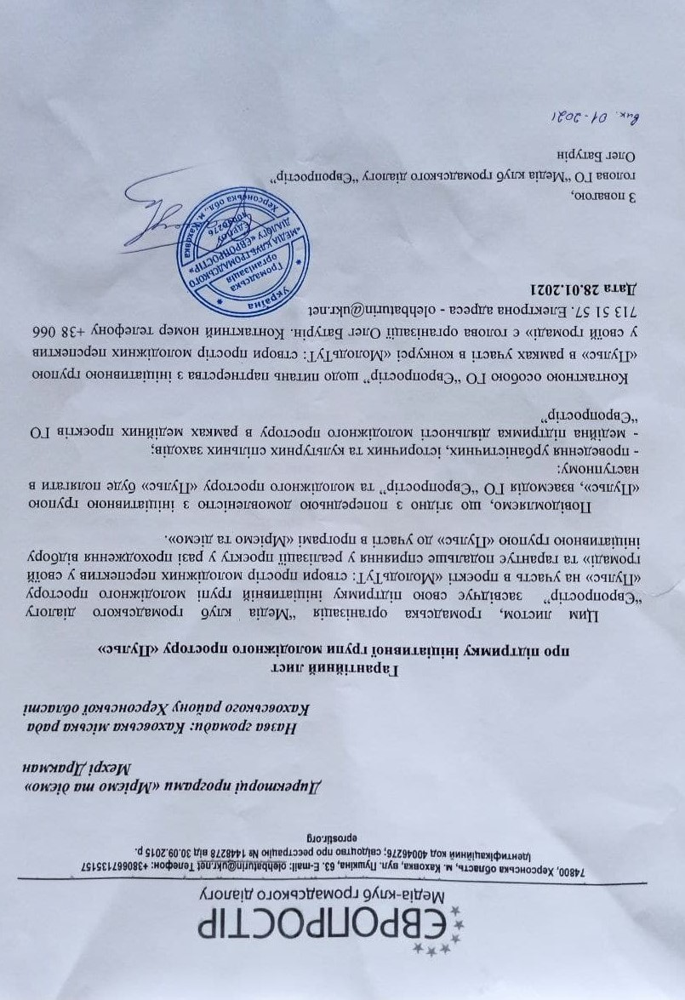 ЄВРОПРОСТІР
Медіа-клуб громадського діалогу
74800, Херсонська область, м. Каховка, вул. Пушкіна, 63. E-mail: olehbaturin@ukr.net Телефон: +380667135157
Ідентифікаційний код 40046276; свідоцтво про реєстрацію № 1448278 від 30.09.2015 р.
eprostir.org
Директорці програми «Мріємо та діємо»
Мехрі Дракман
Назва громади: Каховська міська рада
Каховського району Херсонської області
Гарантійний лист
про підтримку ініціативної групи молодіжного простору «Пульс»
Цим листом, громадська організація “Медіа клуб громадського діалогу
“Європростір” засвідчує свою підтримку ініціативній групі молодіжного простору
«Пульс» на участь в проєкті «МолодьТуТ: створи простір молодіжних перспектив у своїй
громаді» та гарантує подальше сприяння у реалізації проєкту у разі проходження відбору
ініціативною групою «Пульс» до участі в програмі «Мріємо та діємо».
Повідомляємо, що згідно з попередньою домовленістю з ініціативною групою
«Пульс», взаємодія ГО “Європростір” та молодіжного простору «Пульс» буде полягати в
наступному:
- проведення урбаністичних, історичних та культурних спільних заходів;
- медійна підтримка діяльності молодіжного простору в рамках медійних проєктів ГО
“Європростір”
Контактною особою ГО “Європростір” щодо питань партнерства з ініціативною групою
«Пульс» в рамках участі в конкурсі «МолодьТуТ: створи простір молодіжних перспектив
у своїй громаді» є голова організації Олег Батурін. Контактний номер телефону +38 066
713 51 57. Електрона адреса - olehbaturin@ukr.net
Дата 28.01.2021
З повагою,
голова ГО “Медіа клуб громадського діалогу “Європростір”
Олег Батурін
Україна
Громадська
організація
«МЕДІА КЛУБ ГРОМАДСЬКОГО
ДІАЛОГУ «ЄВРОПРОСТІР»
ЄДРПОУ
40046276
Херсонська обл., м. Каховка
вих. 01-2021